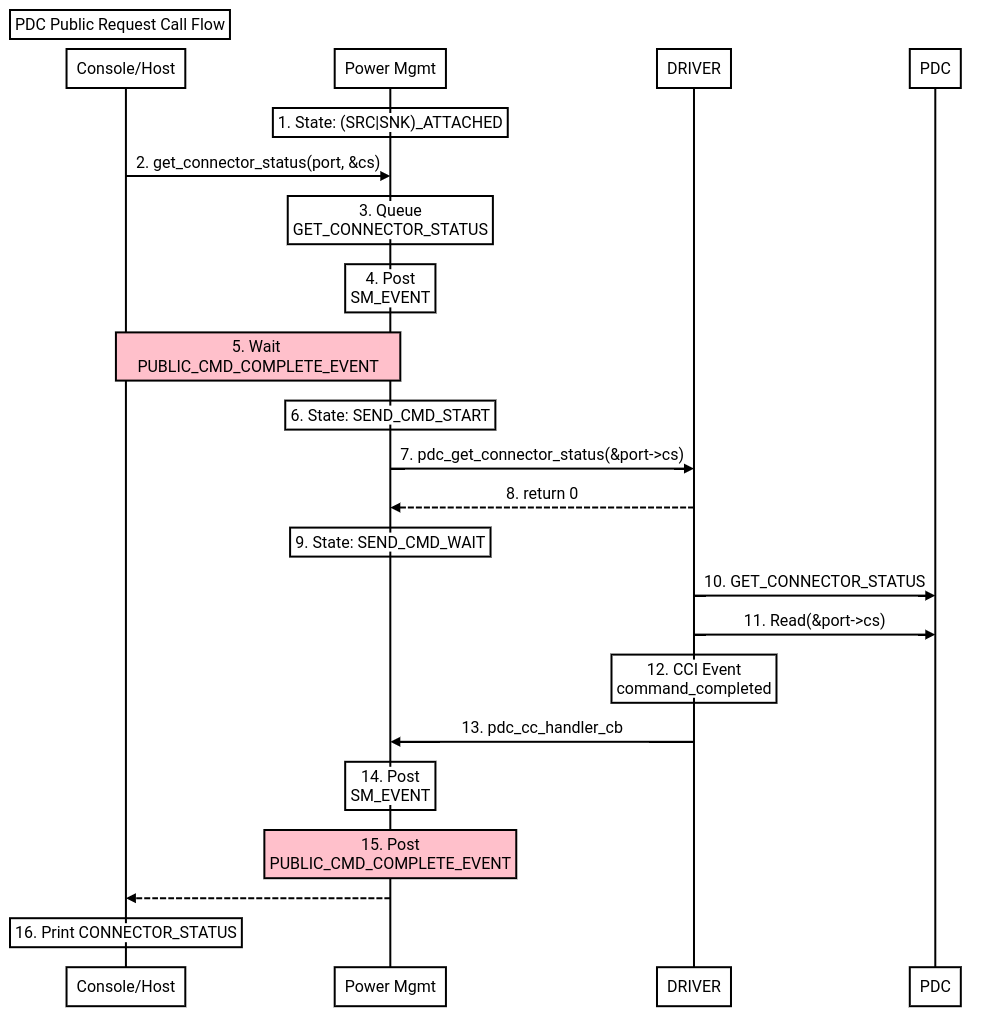 PDC Public Request Call Flow
Console/Host
Power Mgmt
DRIVER
PDC
1. State: (SRC|SNK)_ATTACHED
2. get_connector_status(port, &cs)
3. Queue
GET_CONNECTOR_STATUS
4. Post
SM_EVENT
5. Wait
PUBLIC_CMD_COMPLETE_EVENT
6. State: SEND_CMD_START
7. pdc_get_connector_status(&port->cs)
8. return 0
9. State: SEND_CMD_WAIT
10. GET_CONNECTOR_STATUS
11. Read(&port->cs)
12. CCI Event
command_completed
13. pdc_cc_handler_cb
14. Post
SM_EVENT
15. Post
PUBLIC_CMD_COMPLETE_EVENT
16. Print CONNECTOR_STATUS
Console/Host
Power Mgmt
DRIVER
PDC